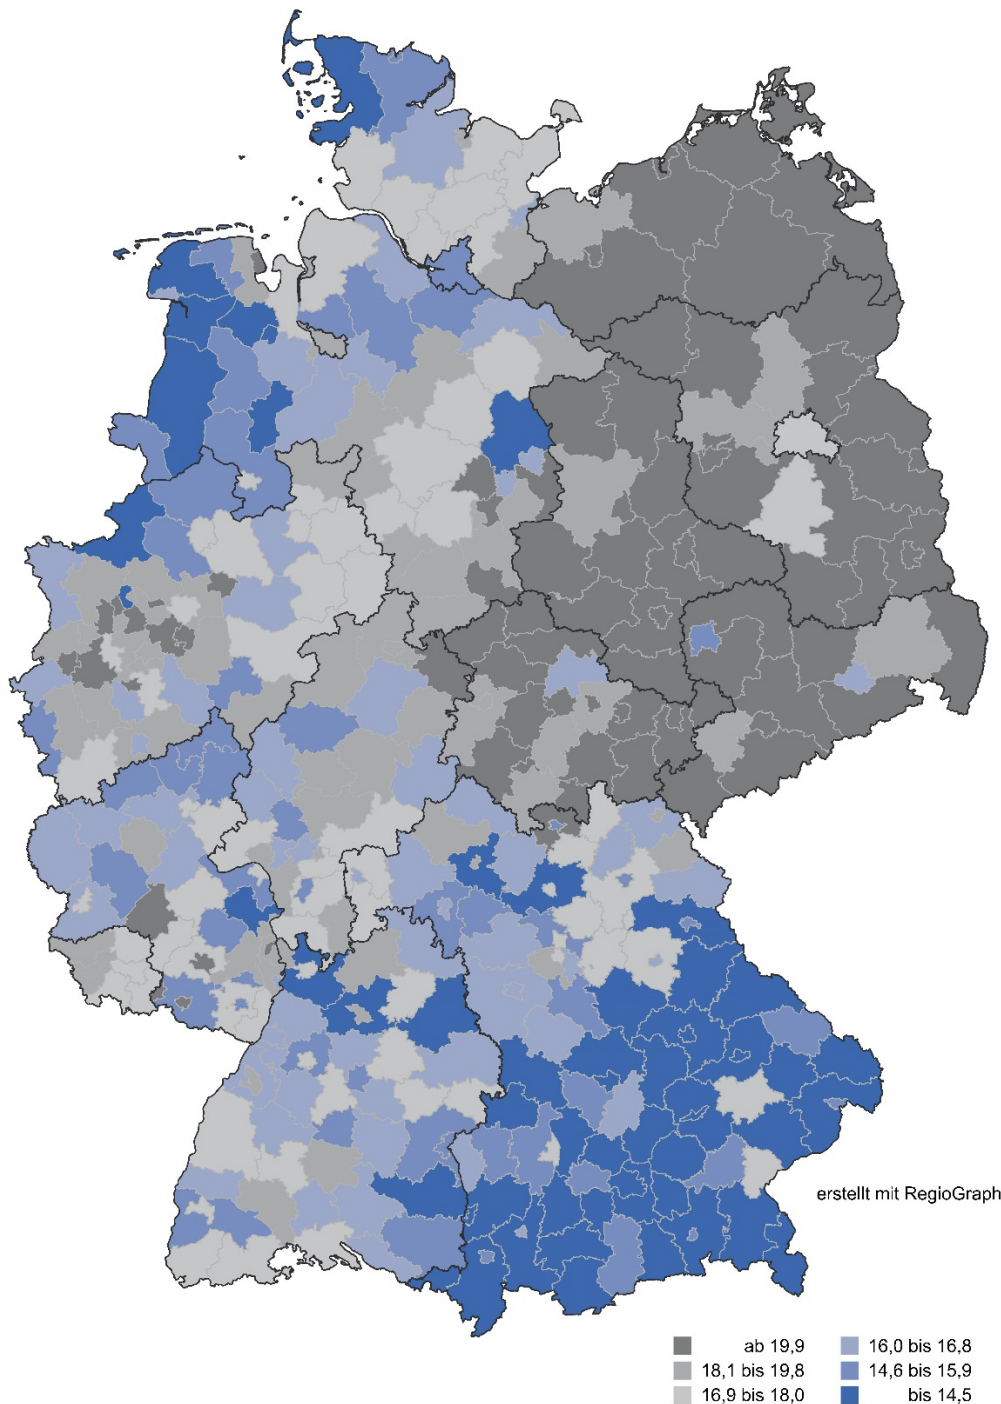 erstellt mit RegioGraph
ab 19,9
18,1 bis 19,8
16,9 bis 18,0
16,0 bis 16,8
14,6 bis 15,9
bis 14,5